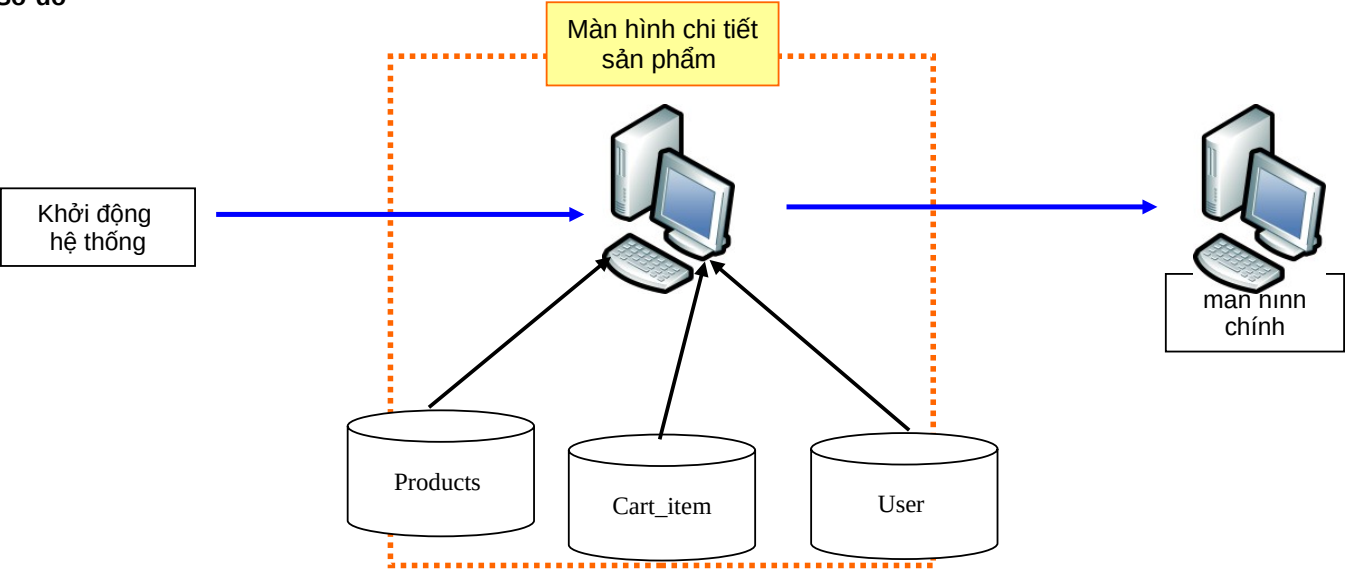 Màn hình chi tiết
sản phẩm
Khởi động
hệ thống
chính
Products
Cart_item
User